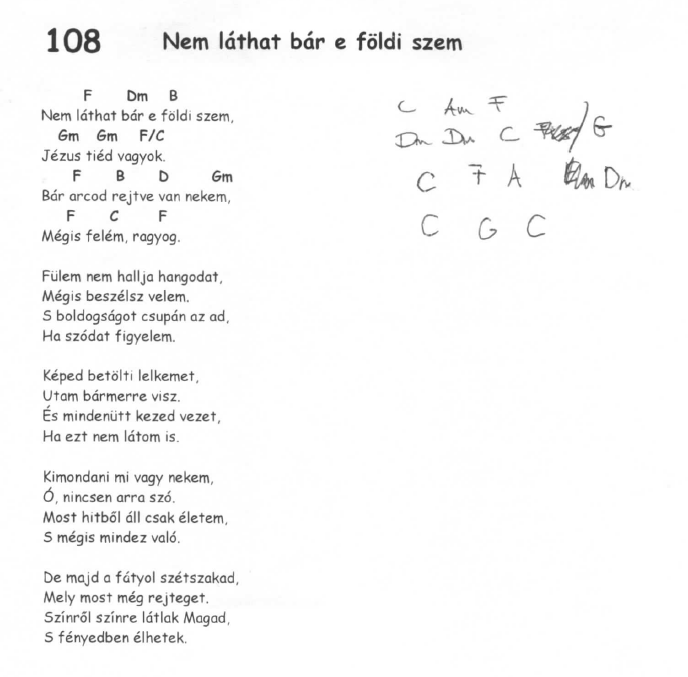 108 Nem láthat bár e földi szem
F Dm B
Nem láthat bár e földi szem,
Gm Gm F/C
Jézus tiéd vagyok.
F B D Gm
Bár arcod rejtve van nekem,
F C F
Mégis felém, ragyog.
Fülem nem hallja hangodat,
Mégis beszélsz velem.
S boldogságot csupán az ad,
Ha szódat figyelem.
Képed betölti lelkemet,
Utam bármerre visz.
És mindenütt kezed vezet,
Ha ezt nem látom is.
Kimondani mi vagy nekem,
Ó, nincsen arra szó.
Most hitből áll csak életem,
S mégis mindez való.
De majd a fátyol szétszakad,
Mely most még rejteget.
Színről színre látlak Magad,
S fényedben élhetek.
C Am F
Dm Dm C / G
C F A Dm
C G C